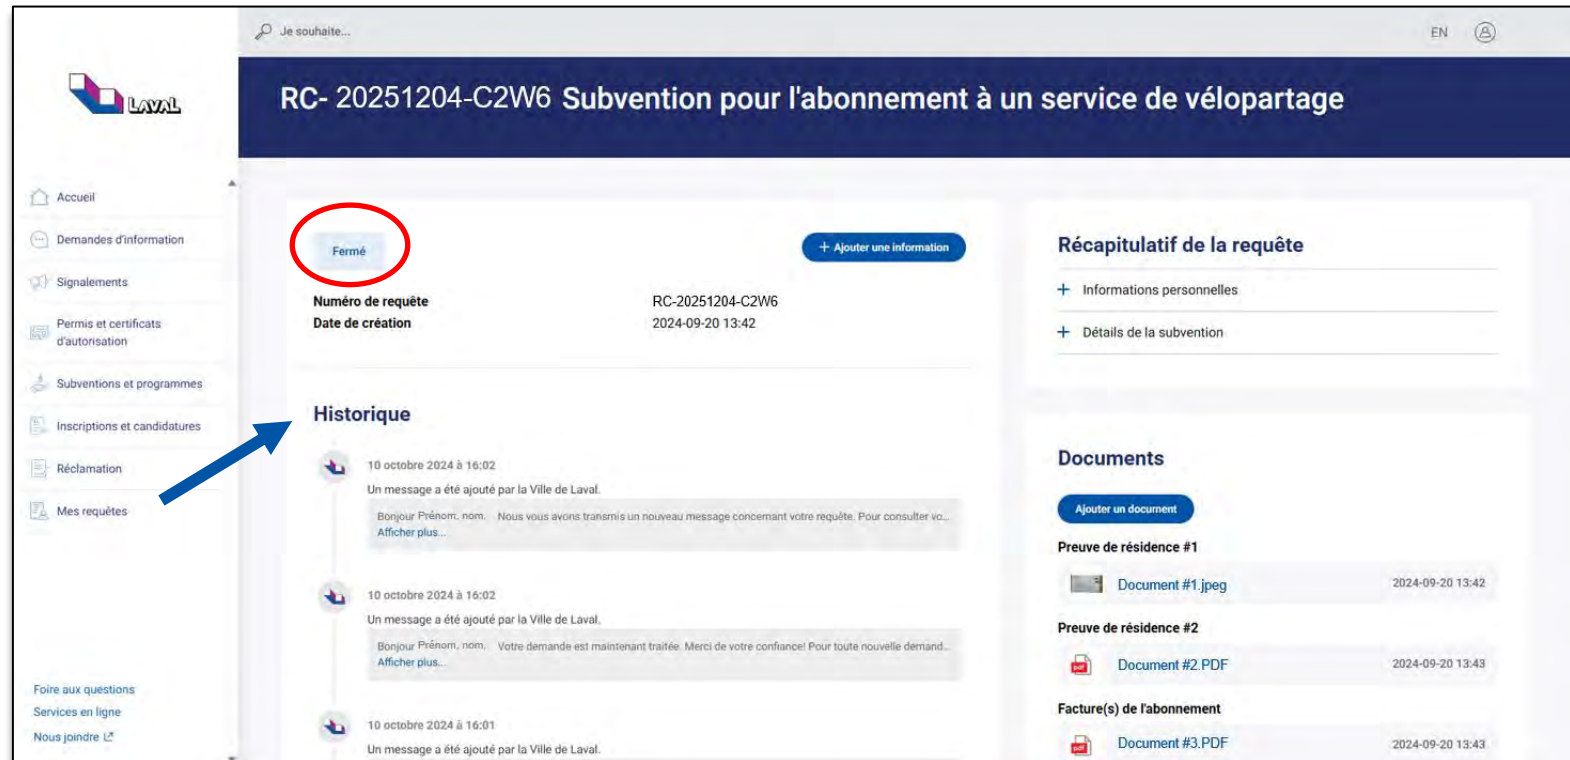 Je souhaite...
EN
LAVAL
RC- 20251204-C2W6 Subvention pour l'abonnement à un service de vélopartage
Accueil
Demandes d'information
Signalements
Permis et certificats
d'autorisation
Subventions et programmes
Inscriptions et candidatures
Réclamation
Mes requêtes
Foire aux questions
Services en ligne
Nous joindre
Fermé
+ Ajouter une information
Numéro de requête RC-20251204-C2W6
Date de création 2024-09-20 13:42
Historique
10 octobre 2024 à 16:02
Un message a été ajouté par la Ville de Laval.
Bonjour Prénom, nom. Nous vous avons transmis un nouveau message concernant votre requête. Pour consulter vo...
Afficher plus...
10 octobre 2024 à 16:02
Un message a été ajouté par la Ville de Laval.
Bonjour Prénom, nom. Votre demande est maintenant traitée. Merci de votre confiance! Pour toute nouvelle demand...
Afficher plus...
10 octobre 2024 à 16:01
Un message a été ajouté par la Ville de Laval.
Récapitulatif de la requête
+ Informations personnelles
+ Détails de la subvention
Documents
Ajouter un document
Preuve de résidence #1
Document #1.jpeg 2024-09-20 13:42
Preuve de résidence #2
pdf Document #2.PDF 2024-09-20 13:43
Facture(s) de l'abonnement
pdf Document #3.PDF 2024-09-20 13:43